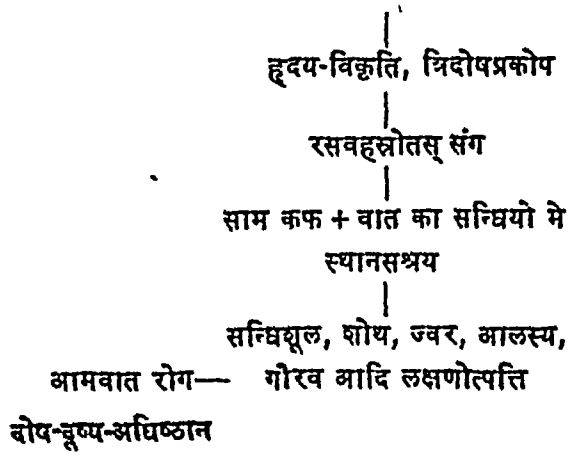 हृदय-विकृति, त्रिदोषप्रकोप
रसवहस्रोतस् संग
साम कफ + वात का सन्धियो मे
स्थानसश्रय
सन्धिशूल, शोथ, ज्वर, आलस्य,
आमवात रोग— गौरव आदि लक्षणोत्पत्ति
दोष-दूष्य-अधिष्ठान